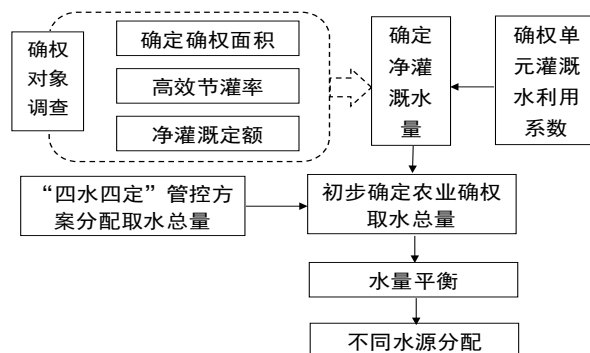 确权
对象
调查
确定确权面积
高效节灌率
净灌溉定额
确定
净灌
溉水
量
确权单
元灌溉
水利用
系数
“四水四定”管控方
案分配取水总量
初步确定农业确权
取水总量
水量平衡
不同水源分配